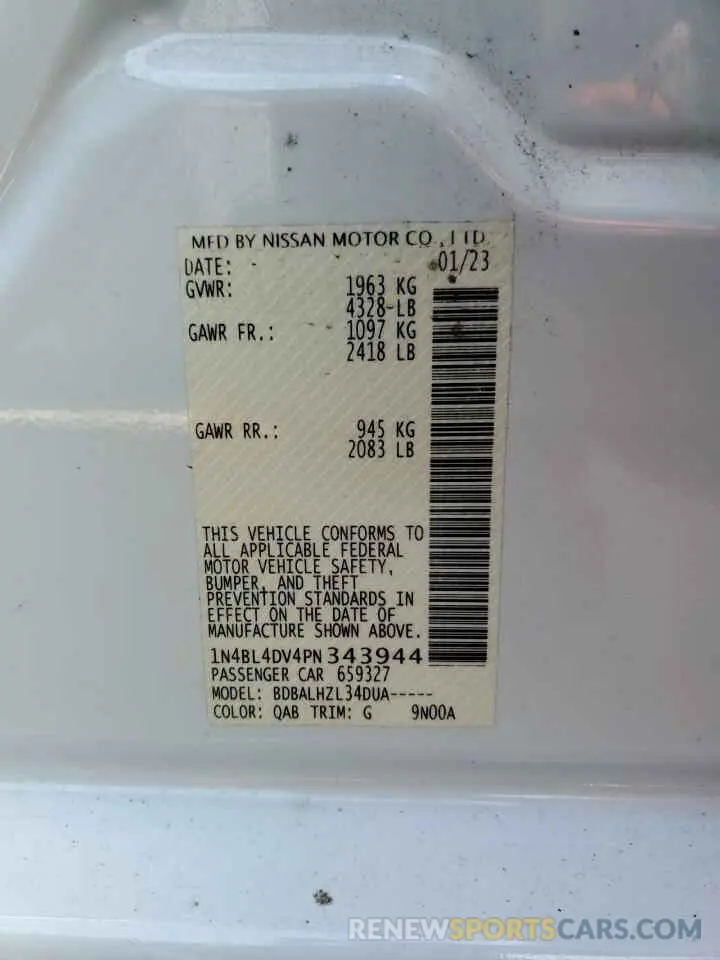 MFD BY NISSAN MOTOR CO., LTD.
DATE: 01/23
GVWR: 1963 KG
4328 LB
GAWR FR.: 1097 KG
2418 LB
GAWR RR.: 945 KG
2083 LB
THIS VEHICLE CONFORMS TO
ALL APPLICABLE FEDERAL
MOTOR VEHICLE SAFETY,
BUMPER, AND THEFT
PREVENTION STANDARDS IN
EFFECT ON THE DATE OF
MANUFACTURE SHOWN ABOVE.
1N4BL4DV4PN343944
PASSENGER CAR 659327
MODEL: BDBALHZL34DUA-----
COLOR: QAB TRIM: G 9N00A
RENEWSPORTSCARS.COM